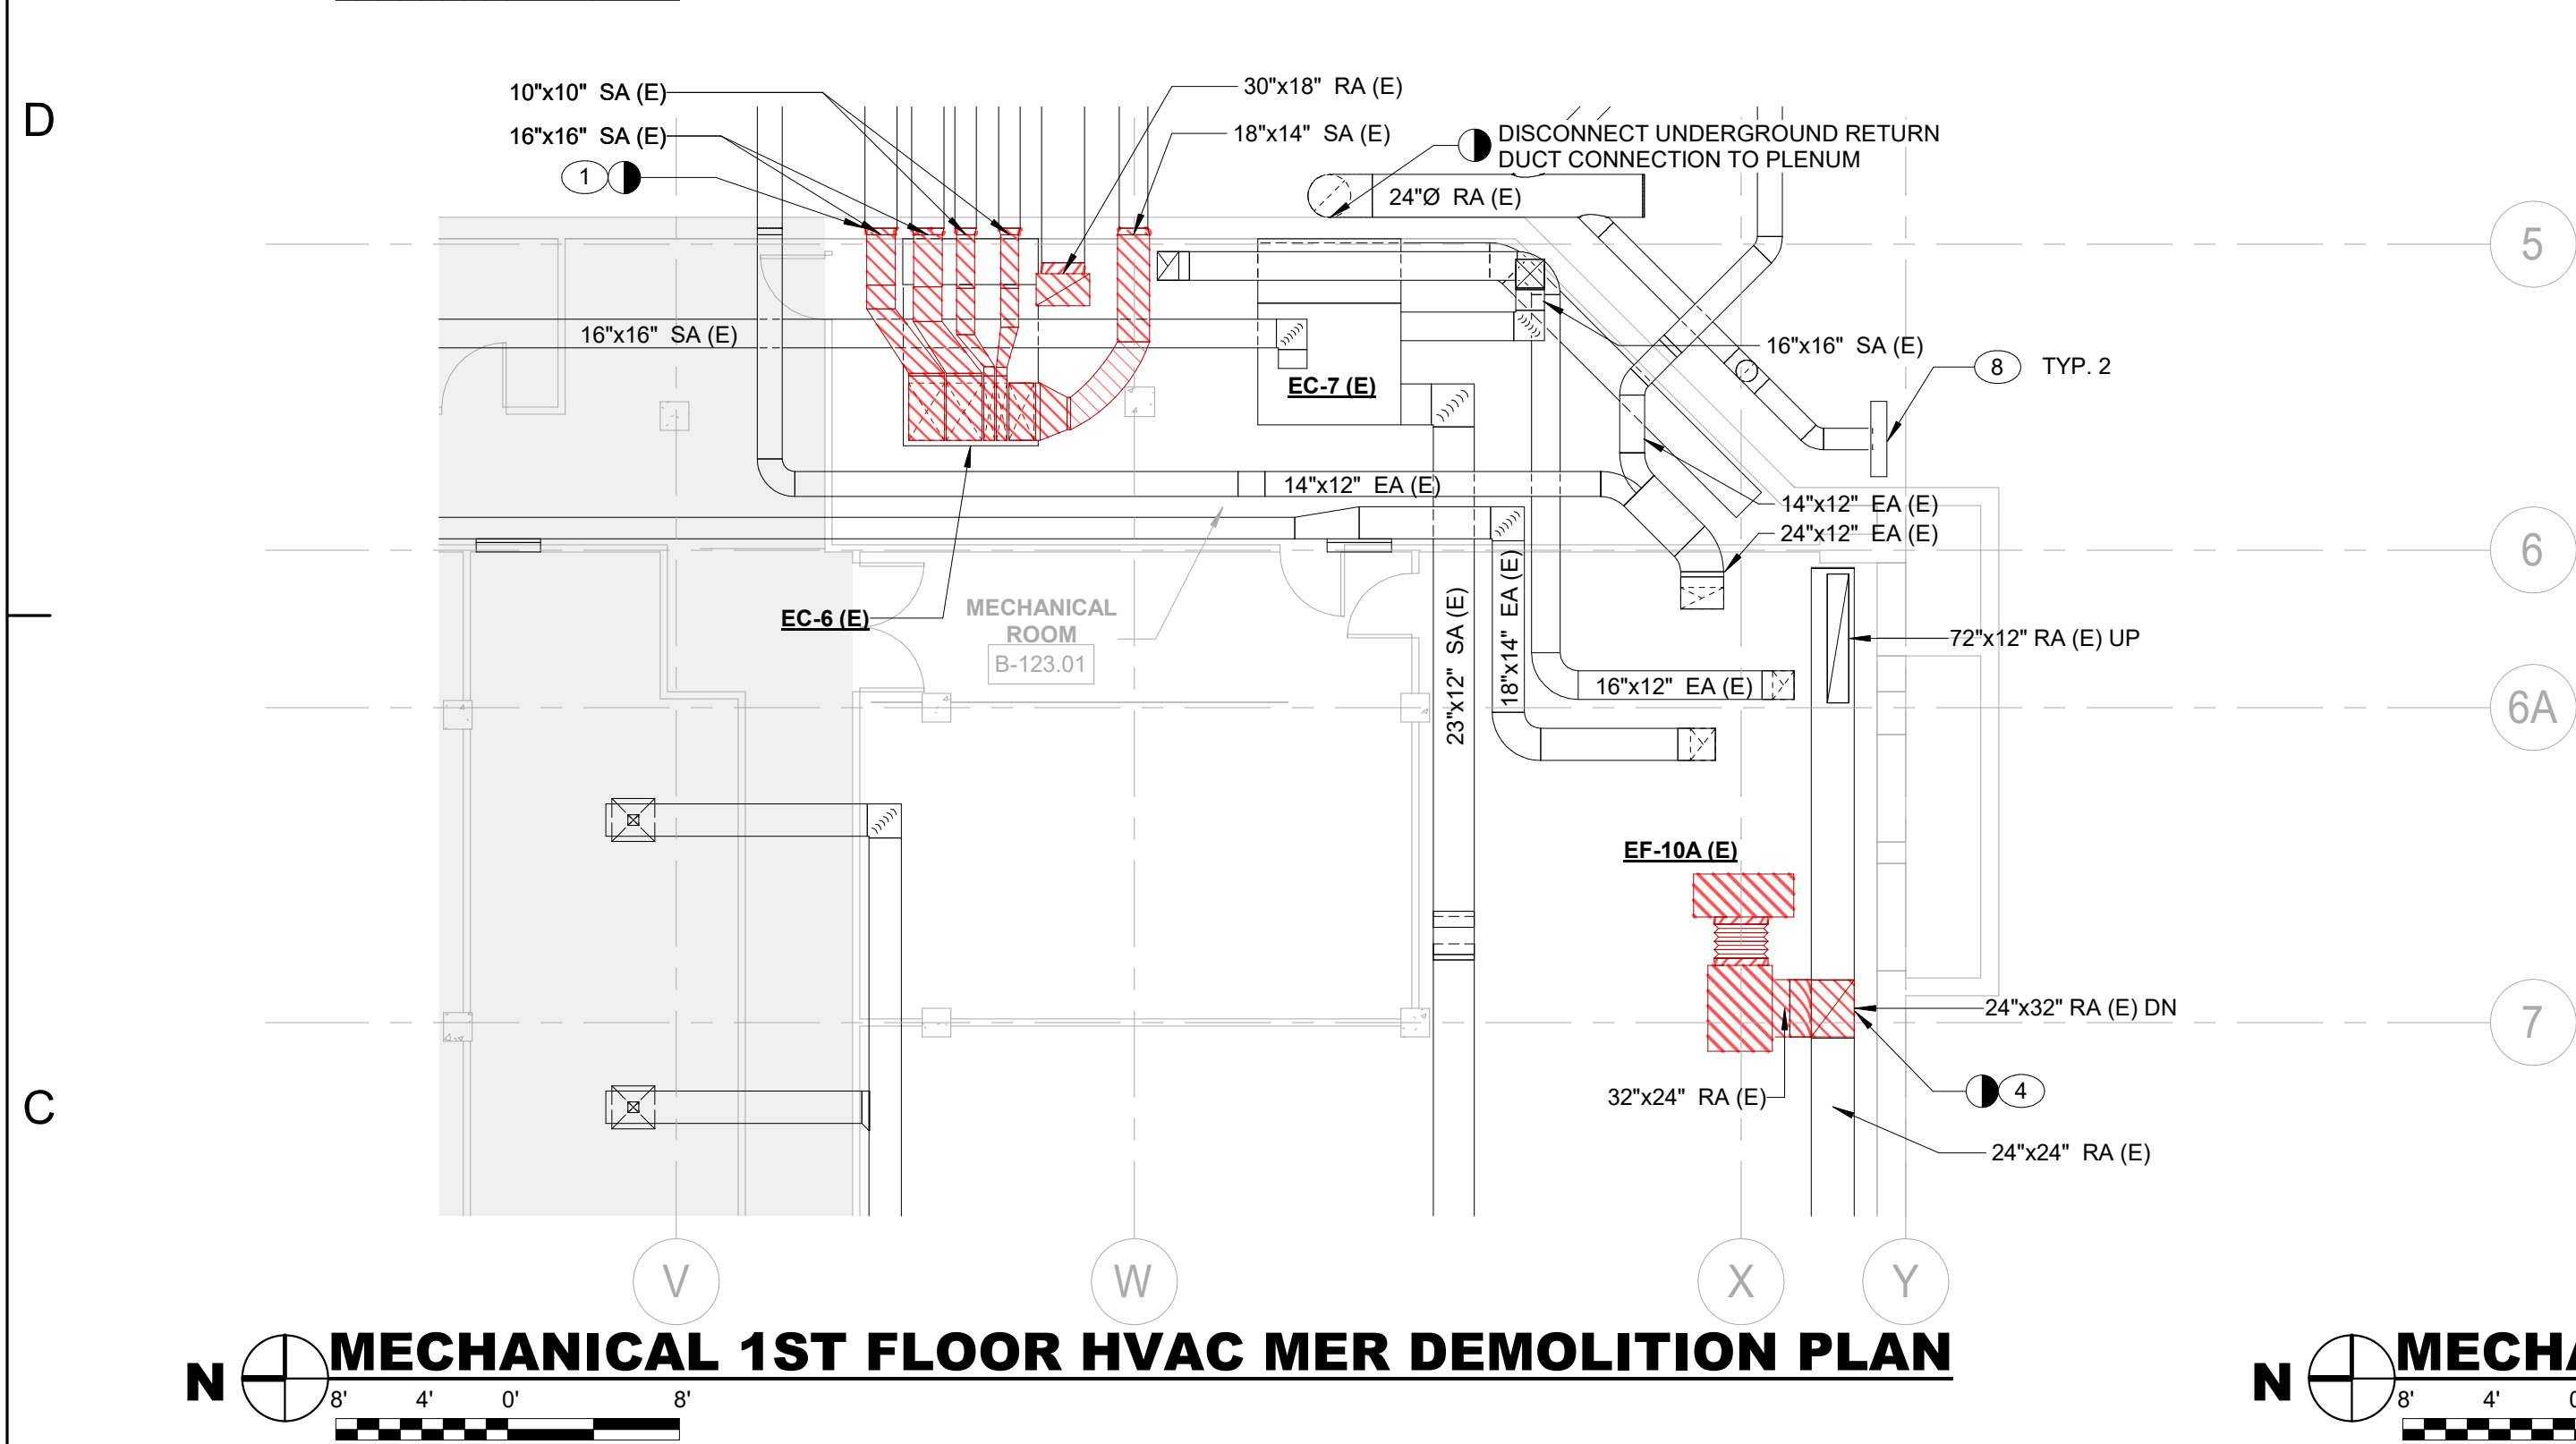 D
10"x10" SA (E)
16"x16" SA (E)
1
30"x18" RA (E)
18"x14" SA (E)
DISCONNECT UNDERGROUND RETURN
DUCT CONNECTION TO PLENUM
24"Ø RA (E)
5
16"x16" SA (E)
16"x16" SA (E)
8 TYP. 2
EC-7 (E)
14"x12" EA (E)
14"x12" EA (E)
24"x12" EA (E)
6
EC-6 (E)
MECHANICAL
ROOM
B-123.01
23"x12" SA (E)
18"x14" EA (E)
72"x12" RA (E) UP
16"x12" EA (E)
6A
EF-10A (E)
24"x32" RA (E) DN
7
32"x24" RA (E)
4
C
24"x24" RA (E)
V
W
X
Y
N
MECHANICAL 1ST FLOOR HVAC MER DEMOLITION PLAN
8' 4' 0' 8'
N
MECHA
8' 4'